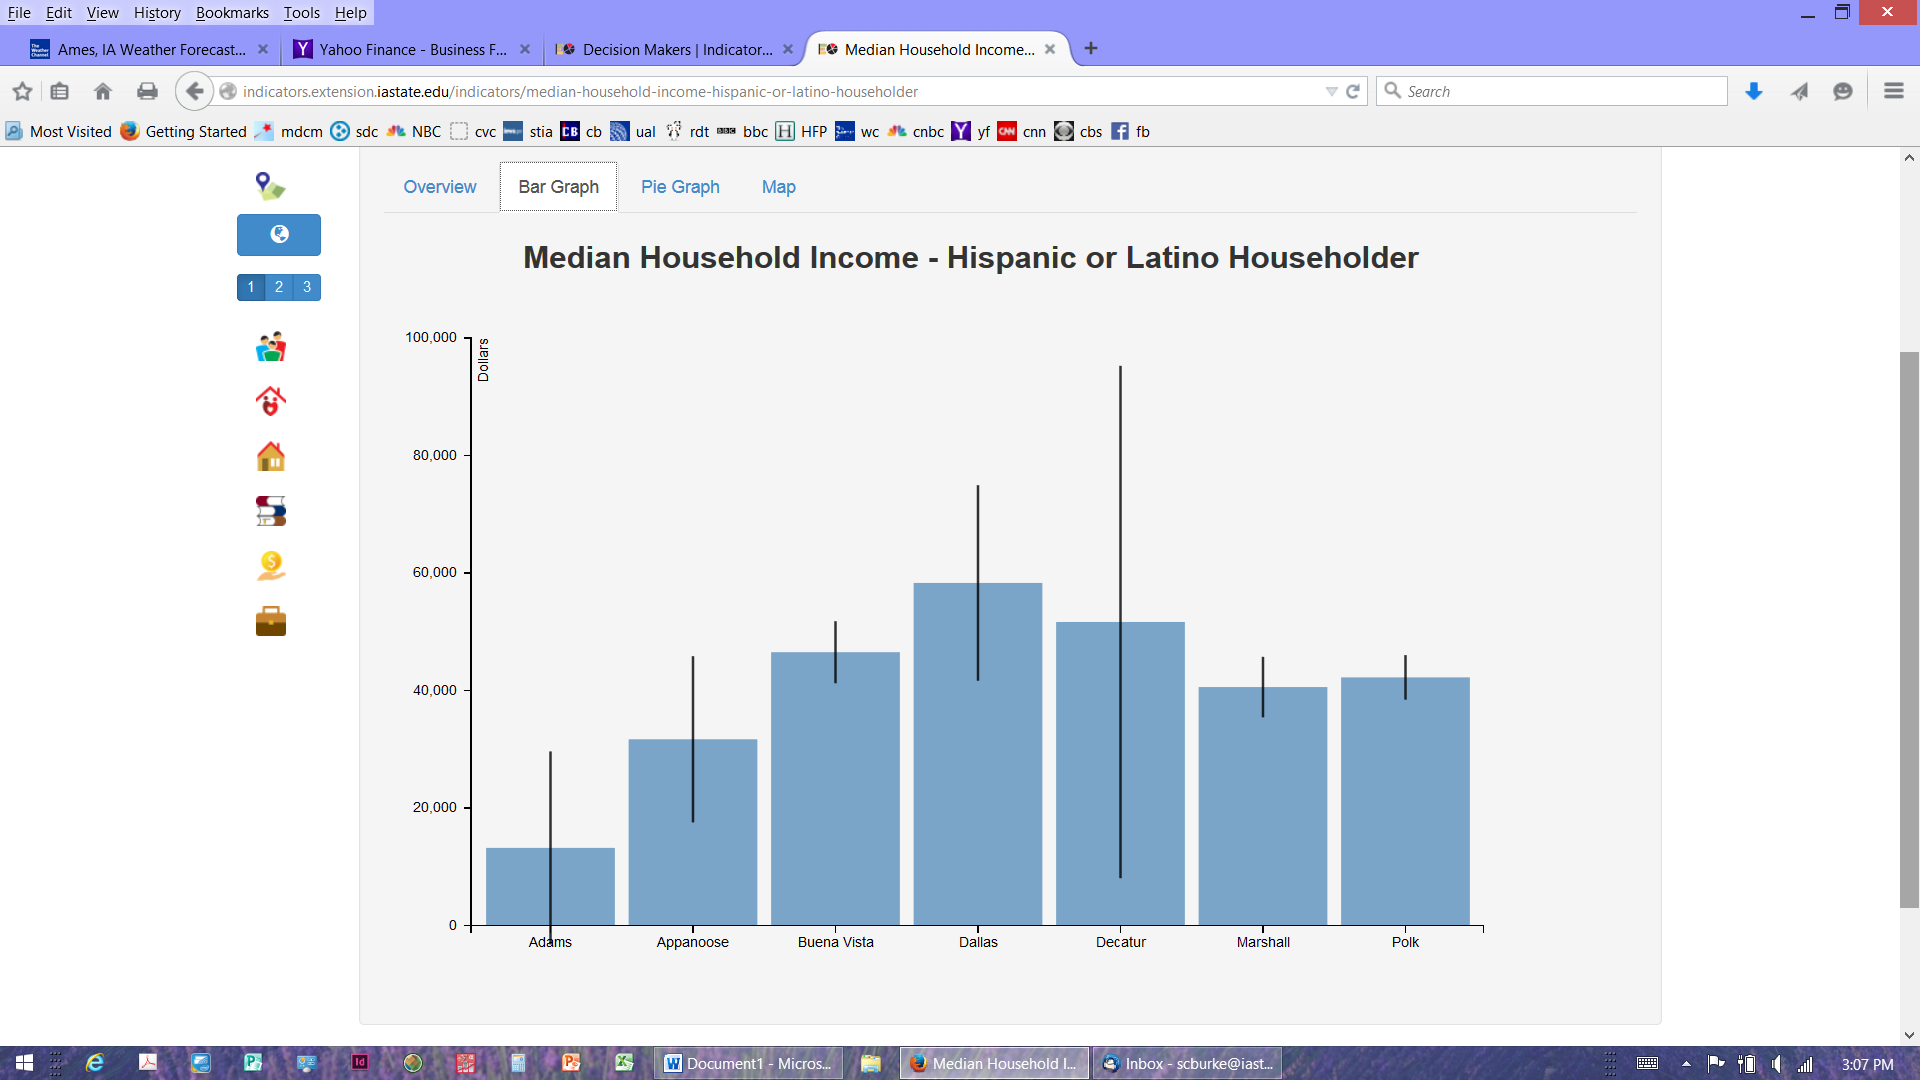 File Edit View History Bookmarks Tools Help
Ames, IA Weather Forecast... Yahoo Finance - Business F... Decision Makers | Indicator... Median Household Income...
indicators.extension.iastate.edu/indicators/median-household-income-hispanic-or-latino-householder Search
Most Visited Getting Started mdcm sdc NBC cvc stia CB cb ual rdt BBC bbc H HFP wc cnbc Y yf CNN cnn cbs fb
Overview Bar Graph Pie Graph Map
1 2 3
Median Household Income - Hispanic or Latino Householder
Dollars
100,000
80,000
60,000
40,000
20,000
0
Adams Appanoose Buena Vista Dallas Decatur Marshall Polk
Document1 - Micros... Median Household I... Inbox - scburke@iast... 3:07 PM